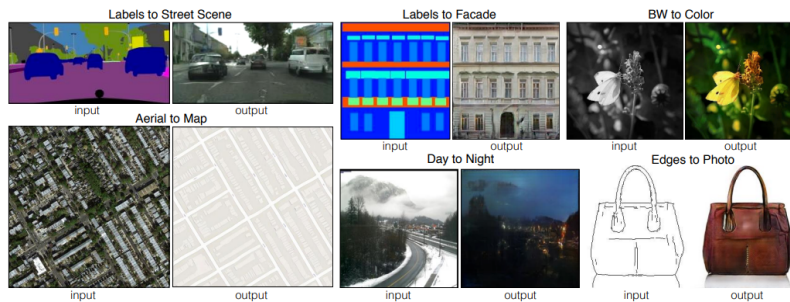 Labels to Street Scene
input
output
Aerial to Map
input
output
Labels to Facade
input
output
BW to Color
input
output
Day to Night
input
output
Edges to Photo
input
output